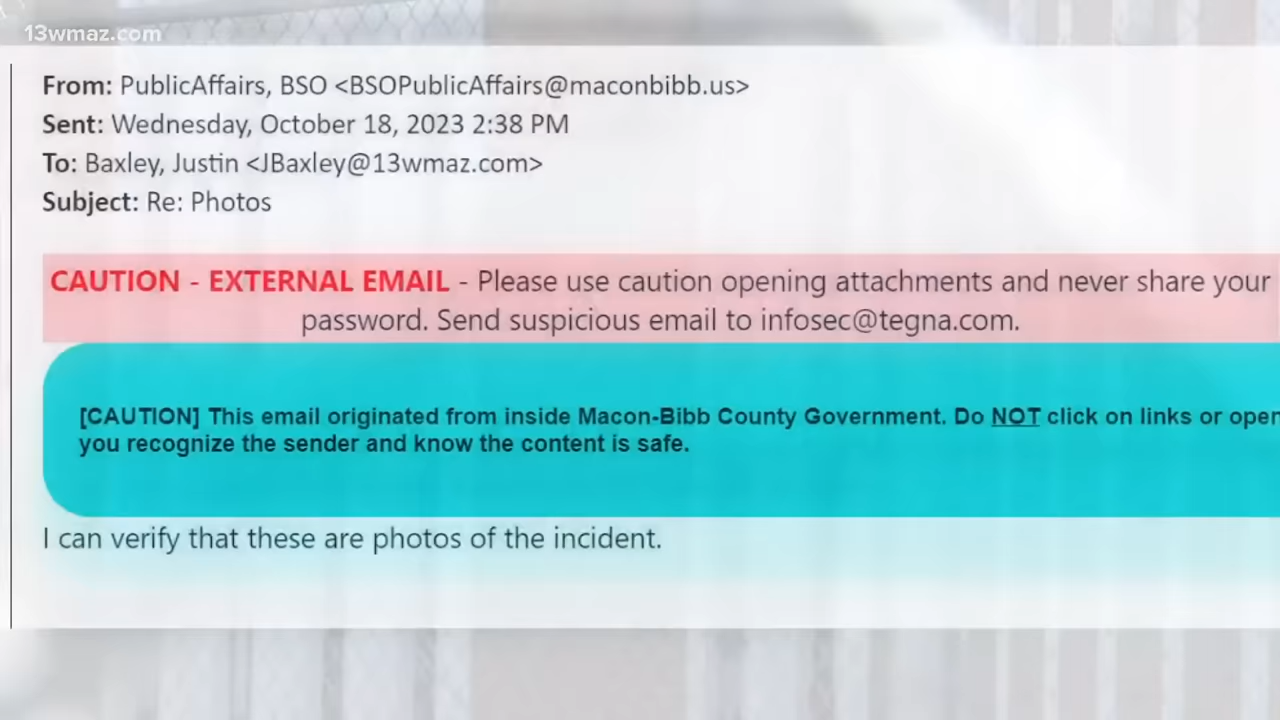 13wmaz.com
From: PublicAffairs, BSO <BSOPublicAffairs@maconbibb.us>
Sent: Wednesday, October 18, 2023 2:38 PM
To: Baxley, Justin <JBaxley@13wmaz.com>
Subject: Re: Photos
CAUTION - EXTERNAL EMAIL - Please use caution opening attachments and never share your
password. Send suspicious email to infosec@tegna.com.
[CAUTION] This email originated from inside Macon-Bibb County Government. Do NOT click on links or open
you recognize the sender and know the content is safe.
I can verify that these are photos of the incident.